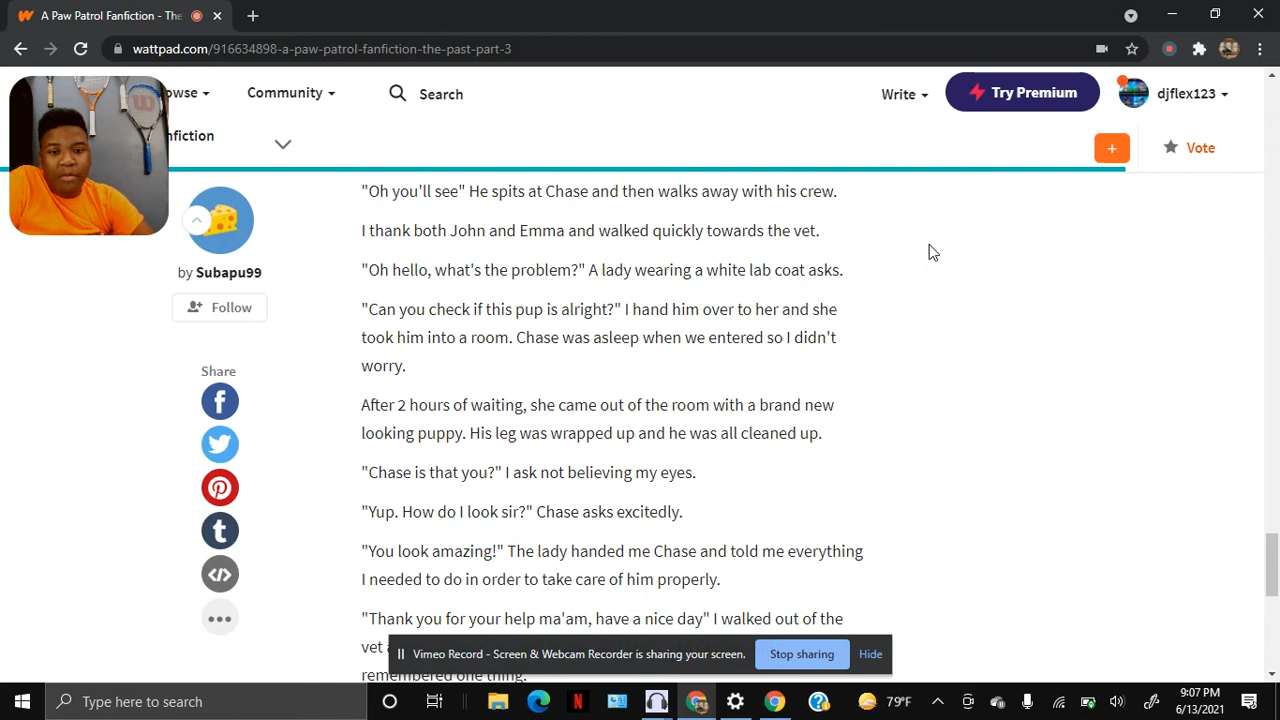 A Paw Patrol Fanfiction - The
wattpad.com/916634898-a-paw-patrol-fanfiction-the-past-part-3
owse
Community
Search
Write
Try Premium
djflex123
nfiction
+
Vote
"Oh you'll see" He spits at Chase and then walks away with his crew.
I thank both John and Emma and walked quickly towards the vet.
by Subapu99
"Oh hello, what's the problem?" A lady wearing a white lab coat asks.
Follow
"Can you check if this pup is alright?" I hand him over to her and she
took him into a room. Chase was asleep when we entered so I didn't
worry.
Share
After 2 hours of waiting, she came out of the room with a brand new
looking puppy. His leg was wrapped up and he was all cleaned up.
"Chase is that you?" I ask not believing my eyes.
"Yup. How do I look sir?" Chase asks excitedly.
"You look amazing!" The lady handed me Chase and told me everything
I needed to do in order to take care of him properly.
"Thank you for your help ma'am, have a nice day" I walked out of the
vet
remembered one thing.
Vimeo Record - Screen & Webcam Recorder is sharing your screen.
Stop sharing
Hide
Type here to search
79°F
9:07 PM
6/13/2021